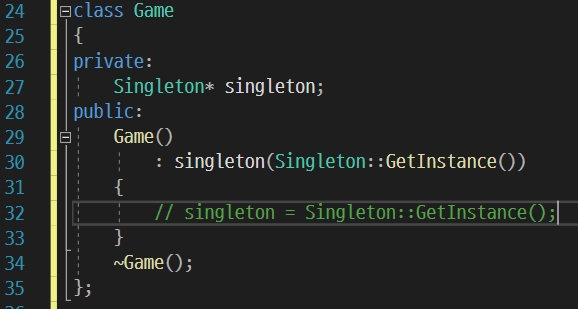 24 class Game
25 {
26 private:
27 Singleton* singleton;
28 public:
29 Game()
30 : singleton(Singleton::GetInstance())
31 {
32 // singleton = Singleton::GetInstance();
33 }
34 ~Game();
35 };